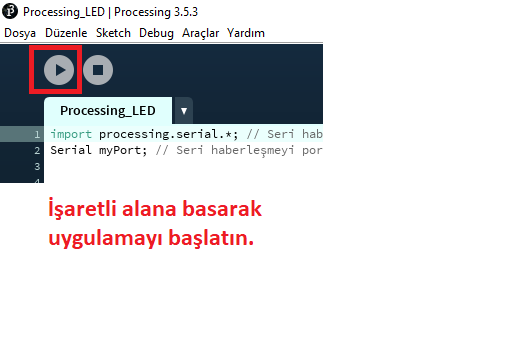 Processing_LED | Processing 3.5.3
Dosya Düzenle Sketch Debug Araçlar Yardım
Processing_LED
1 import processing.serial.*; // Seri hab
2 Serial myPort; // Seri haberleşmeyi por
3
4
İşaretli alana basarak
uygulamayı başlatın.